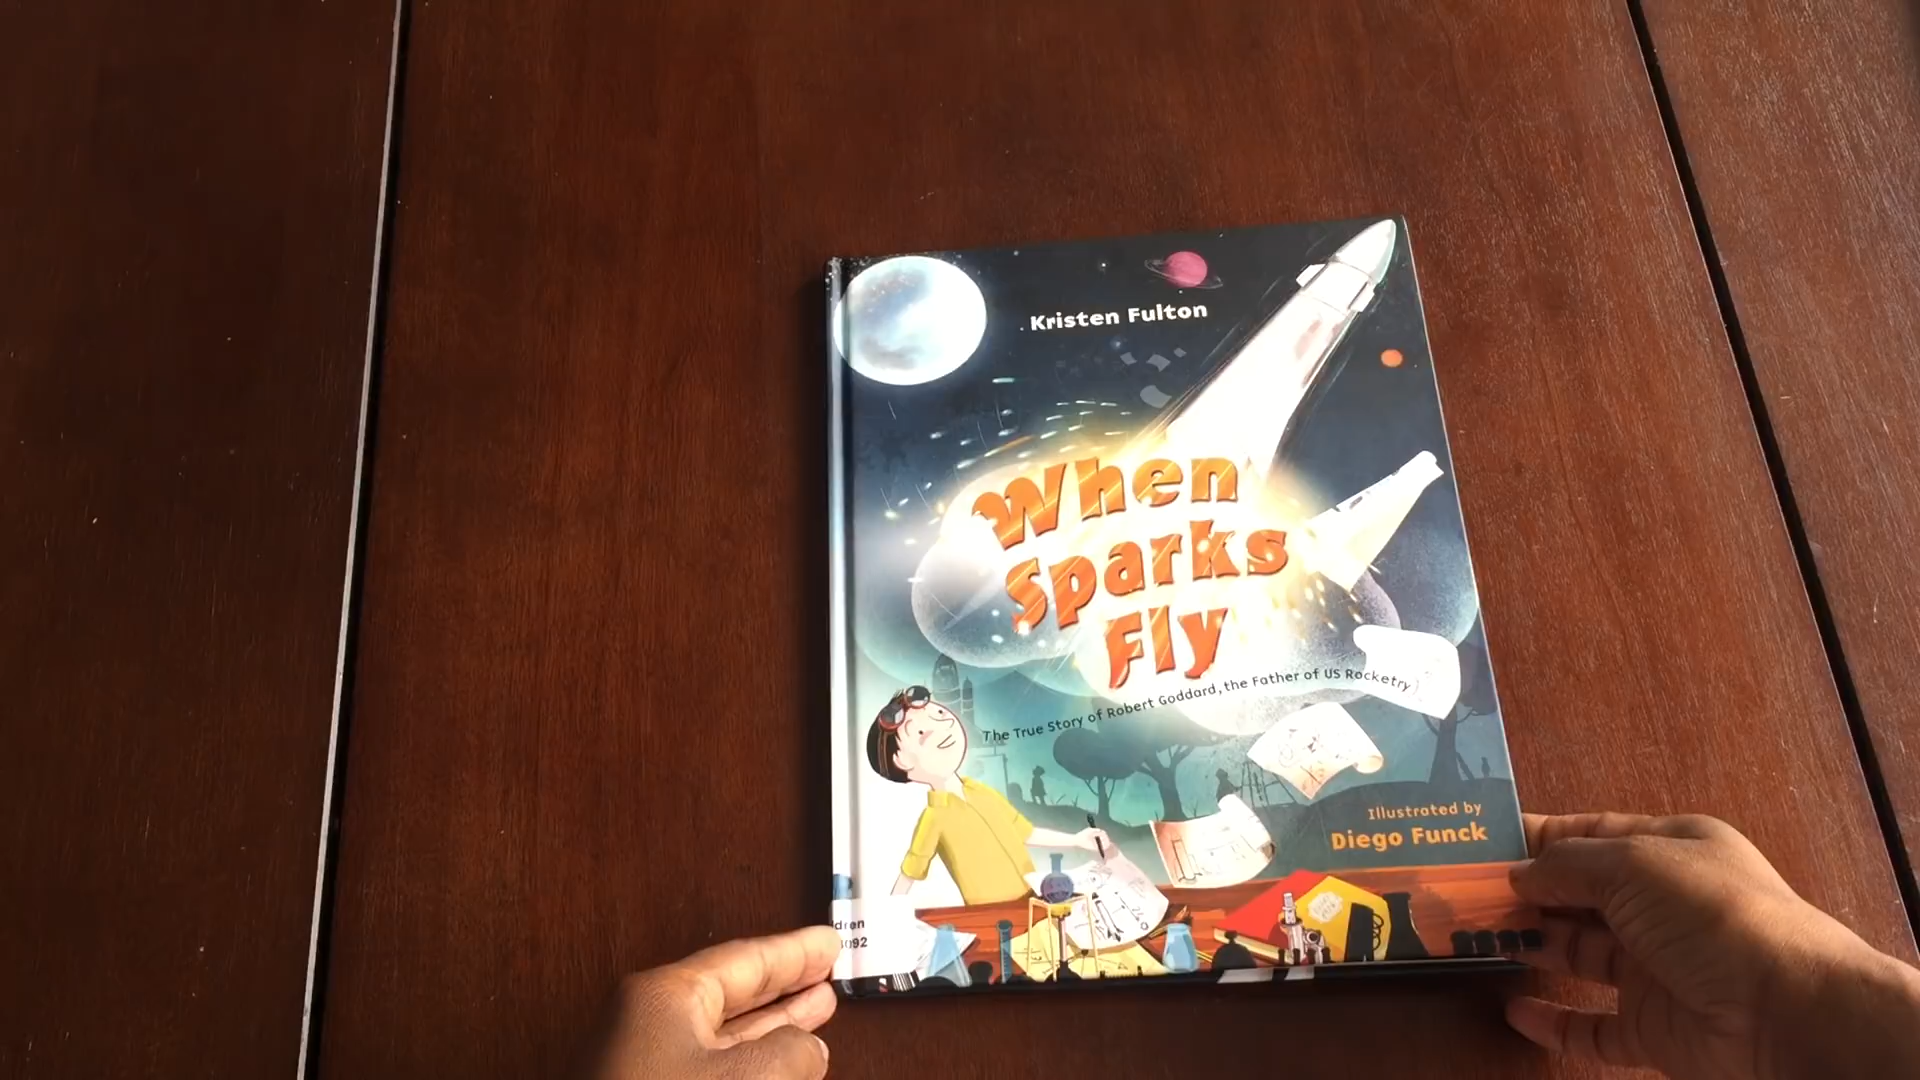 Kristen Fulton
When
Sparks
Fly
The True Story of Robert Goddard, the Father of US Rocketry
Illustrated by
Diego Funck